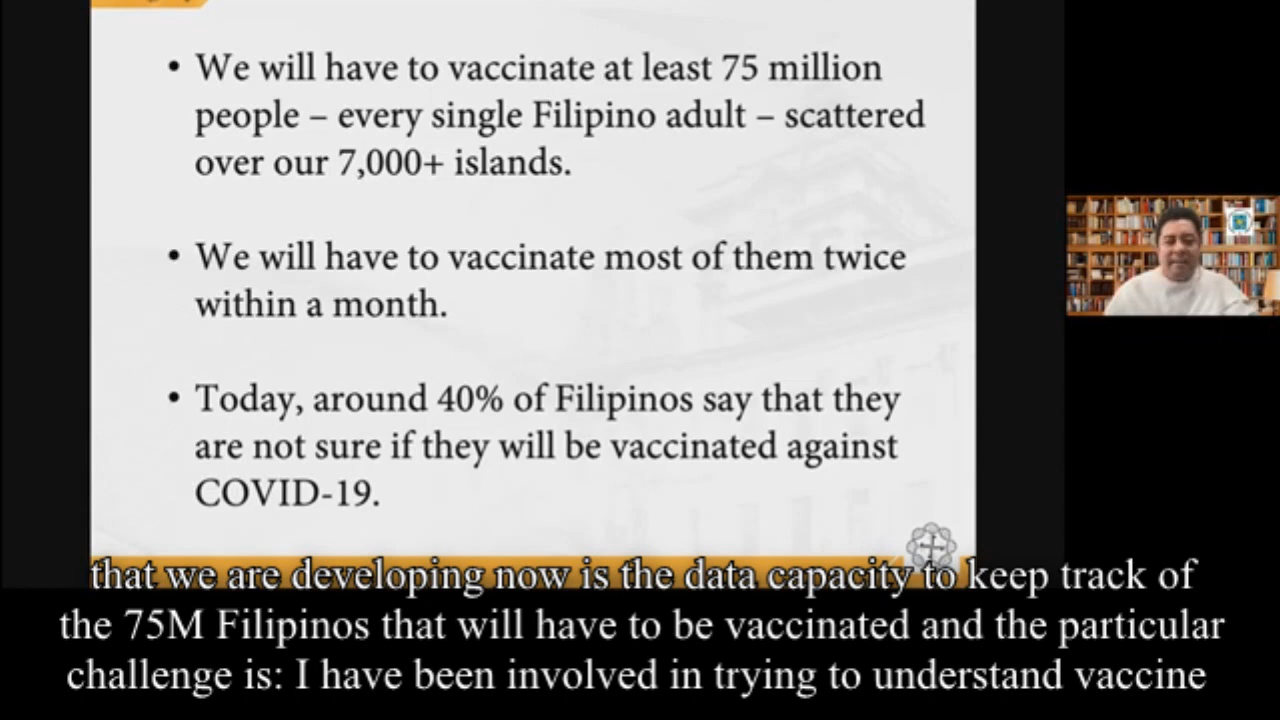 • We will have to vaccinate at least 75 million
people – every single Filipino adult – scattered
over our 7,000+ islands.
• We will have to vaccinate most of them twice
within a month.
• Today, around 40% of Filipinos say that they
are not sure if they will be vaccinated against
COVID-19.
that we are developing now is the data capacity to keep track of
the 75M Filipinos that will have to be vaccinated and the particular
challenge is: I have been involved in trying to understand vaccine